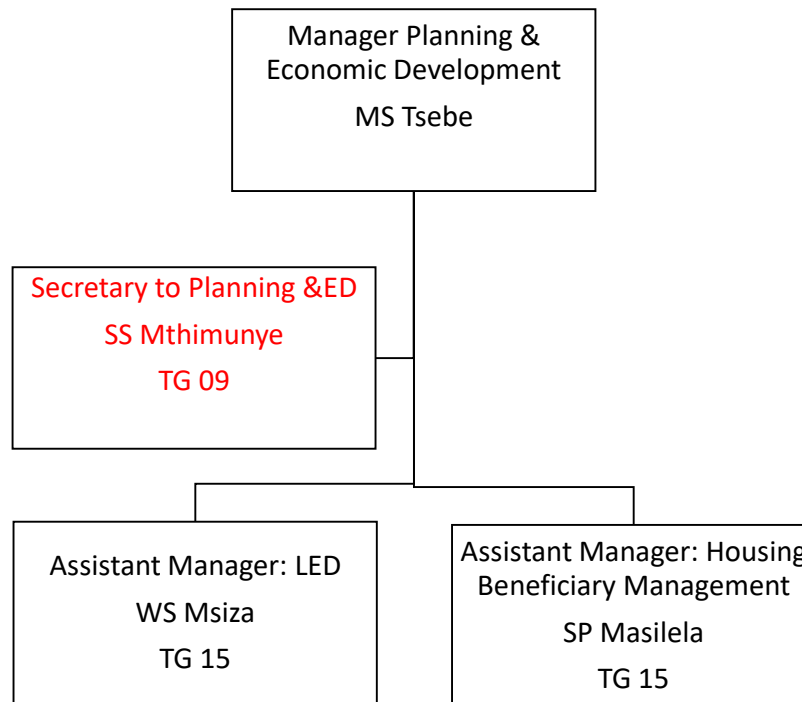 Manager Planning &
Economic Development
MS Tsebe
Secretary to Planning &ED
SS Mthimunye
TG 09
Assistant Manager: LED
WS Msiza
TG 15
Assistant Manager: Housing
Beneficiary Management
SP Masilela
TG 15